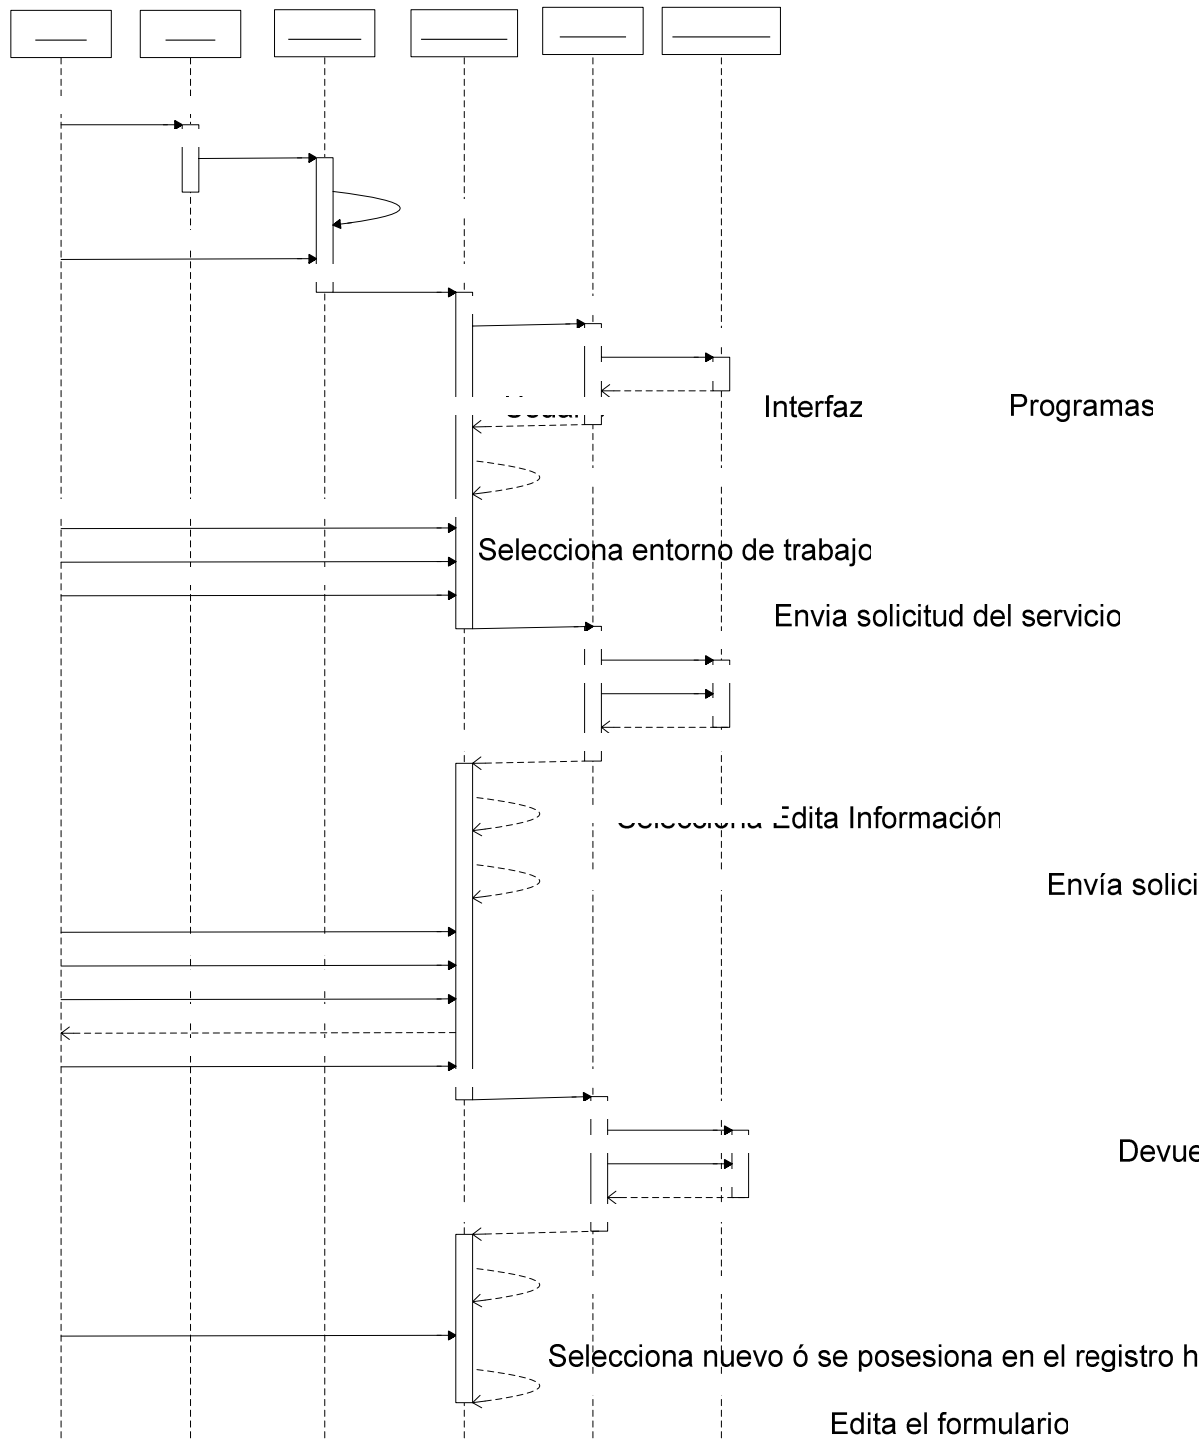 Interfaz Programas
Selecciona entorno de trabajo
Envia solicitud del servicio
Selecciona Edita Información
Envía solici
Devue
Selecciona nuevo ó se posesiona en el registro h
Edita el formulario